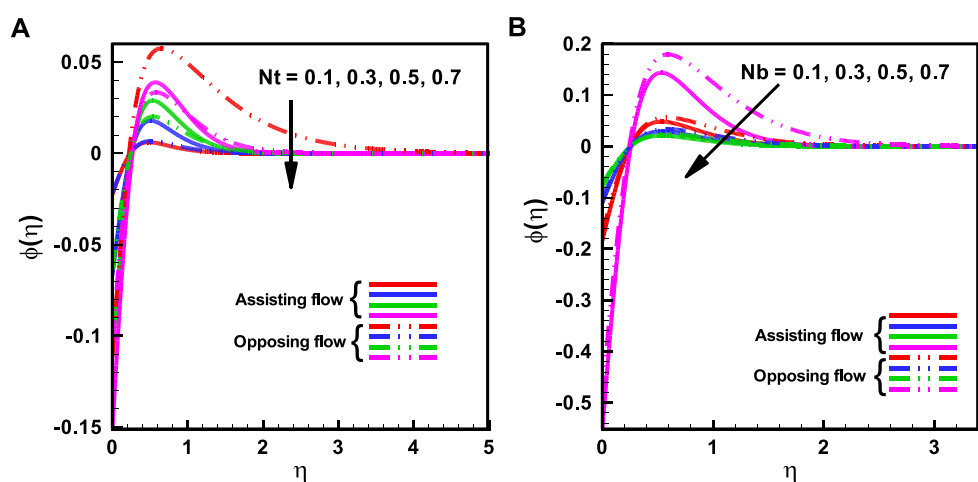 A
0.05
0
-0.05
-0.1
-0.15
ϕ(η)
Nt = 0.1, 0.3, 0.5, 0.7
Assisting flow
Opposing flow
0 1 2 3 4 5
η
B
0.2
0.1
0
-0.1
-0.2
-0.3
-0.4
-0.5
ϕ(η)
Nb = 0.1, 0.3, 0.5, 0.7
Assisting flow
Opposing flow
0 1 2 3
η